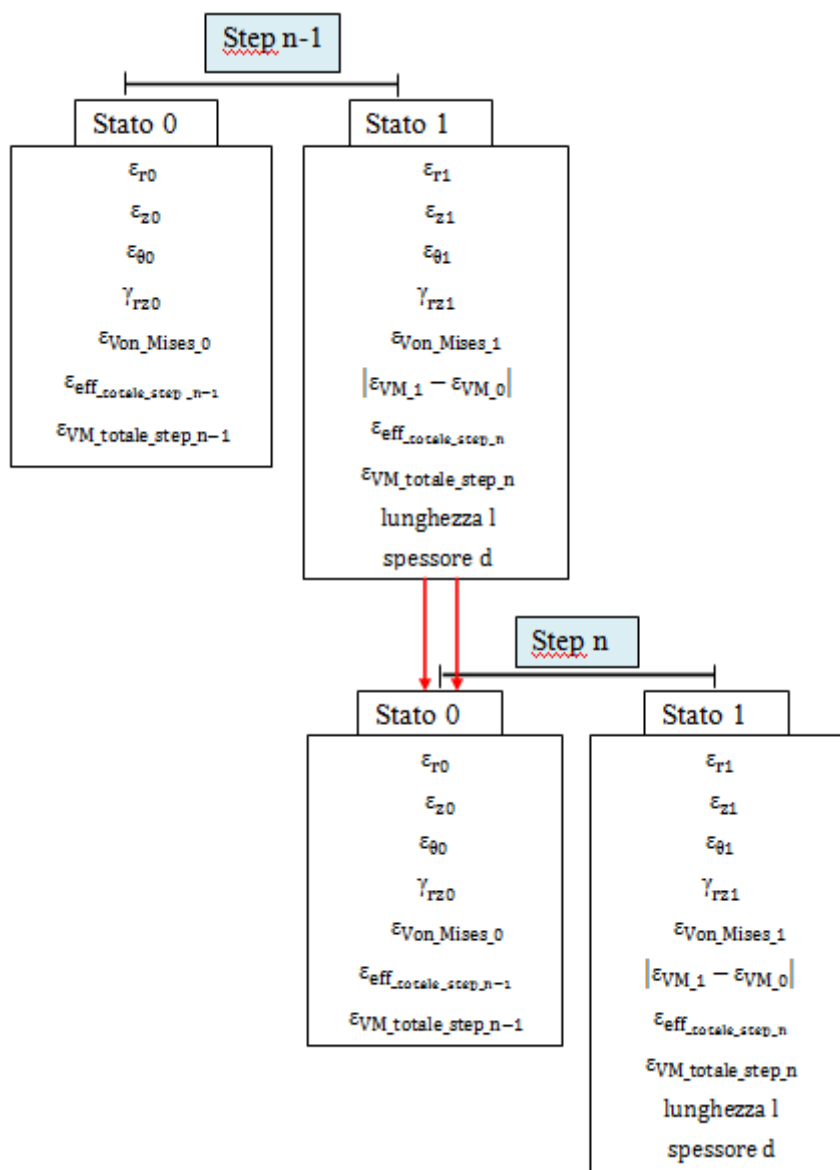 Step n-1
Stato 0
εr0
εz0
εθ0
γrz0
εVon_Mises_0
εeff_totale_step_n−1
εVM_totale_step_n−1
Stato 1
εr1
εz1
εθ1
γrz1
εVon_Mises_1
|εVM_1 − εVM_0|
εeff_totale_step_n
εVM_totale_step_n
lunghezza l
spessore d
Step n
Stato 0
εr0
εz0
εθ0
γrz0
εVon_Mises_0
εeff_totale_step_n−1
εVM_totale_step_n−1
Stato 1
εr1
εz1
εθ1
γrz1
εVon_Mises_1
|εVM_1 − εVM_0|
εeff_totale_step_n
εVM_totale_step_n
lunghezza l
spessore d